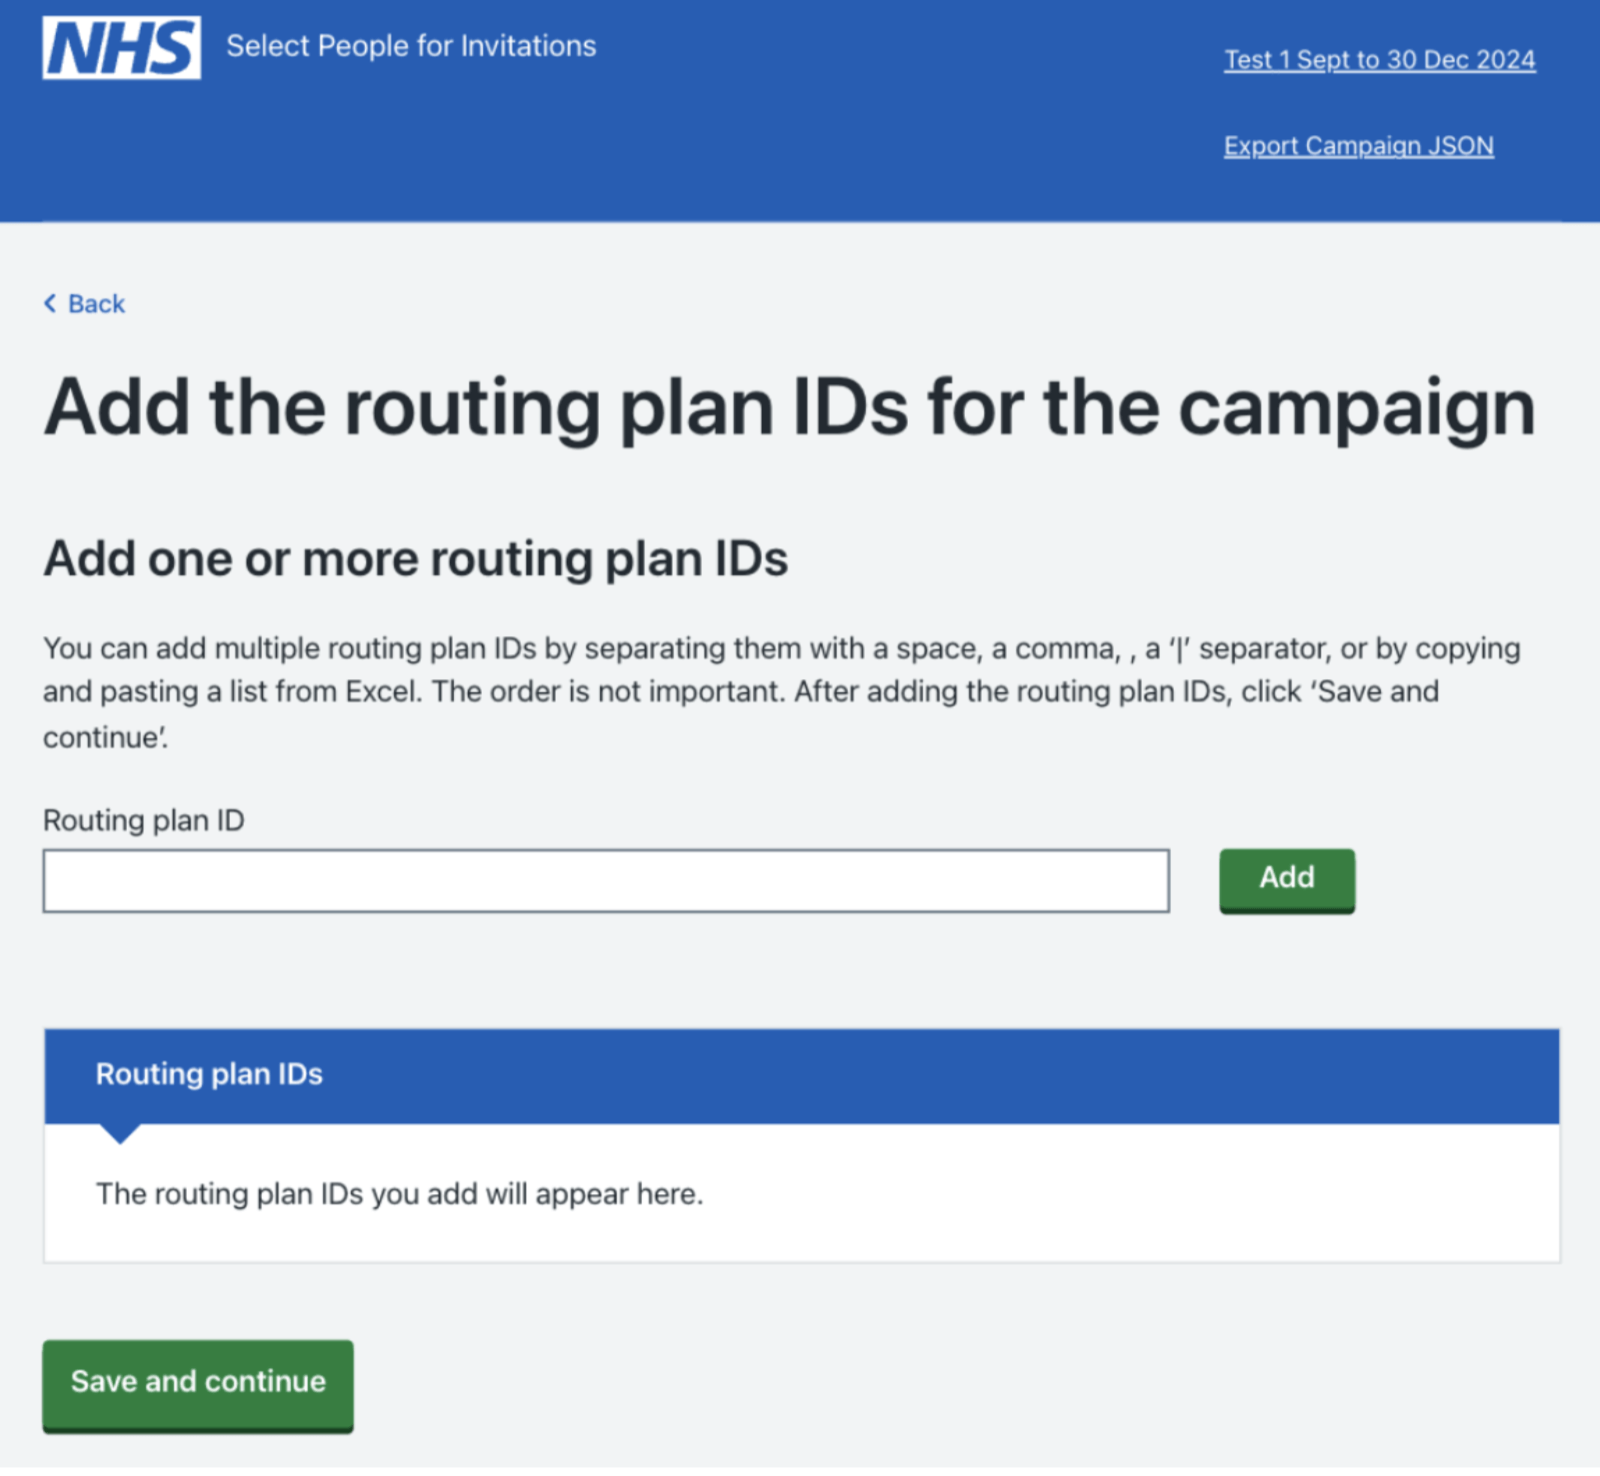 NHS Select People for Invitations
Test 1 Sept to 30 Dec 2024
Export Campaign JSON
Back
Add the routing plan IDs for the campaign
Add one or more routing plan IDs
You can add multiple routing plan IDs by separating them with a space, a comma, , a ‘|’ separator, or by copying
and pasting a list from Excel. The order is not important. After adding the routing plan IDs, click ‘Save and
continue’.
Routing plan ID
Add
Routing plan IDs
The routing plan IDs you add will appear here.
Save and continue